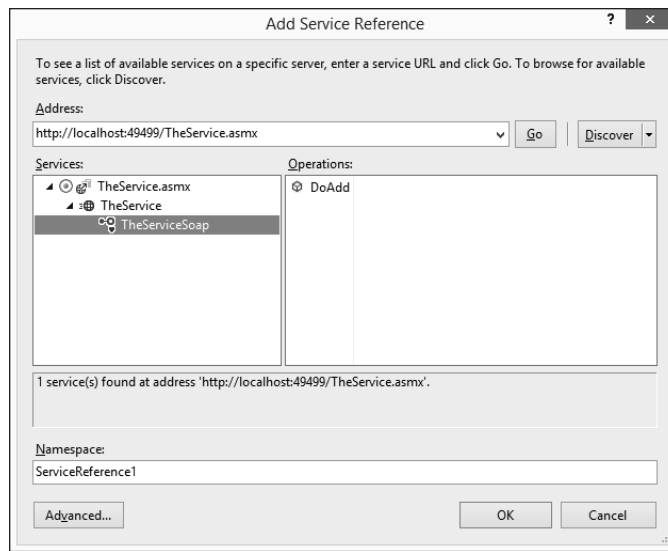 Add Service Reference
?
To see a list of available services on a specific server, enter a service URL and click Go. To browse for available
services, click Discover.
Address:
http://localhost:49499/TheService.asmx
Go
Discover
Services:
Operations:
TheService.asmx
TheService
TheServiceSoap
DoAdd
1 service(s) found at address 'http://localhost:49499/TheService.asmx'.
Namespace:
ServiceReference1
Advanced...
OK
Cancel